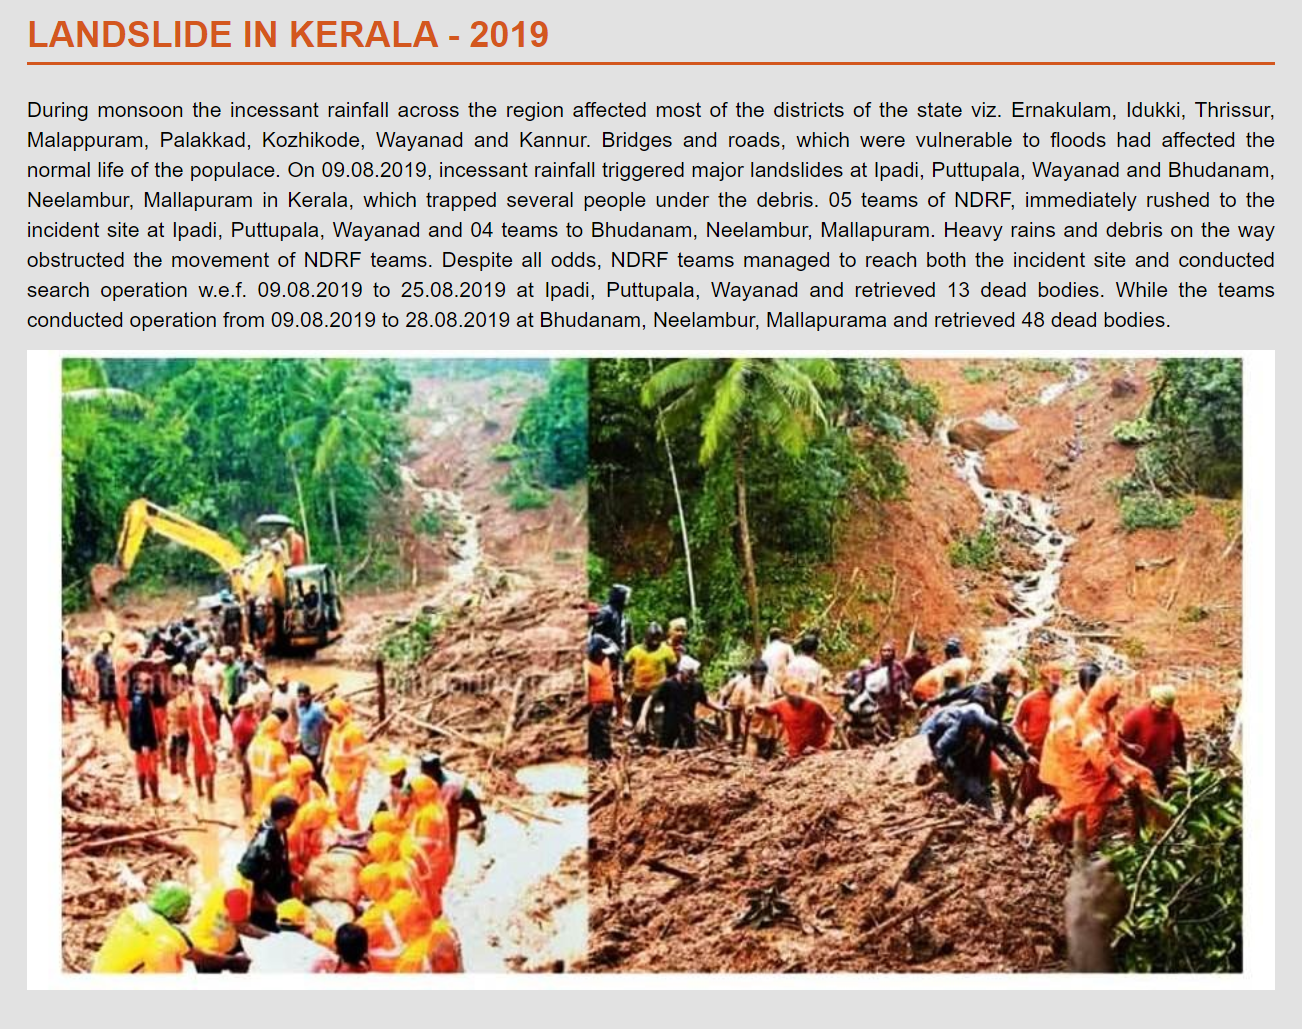 LANDSLIDE IN KERALA - 2019
During monsoon the incessant rainfall across the region affected most of the districts of the state viz. Ernakulam, Idukki, Thrissur,
Malappuram, Palakkad, Kozhikode, Wayanad and Kannur. Bridges and roads, which were vulnerable to floods had affected the
normal life of the populace. On 09.08.2019, incessant rainfall triggered major landslides at Ipadi, Puttupala, Wayanad and Bhudanam,
Neelambur, Mallapuram in Kerala, which trapped several people under the debris. 05 teams of NDRF, immediately rushed to the
incident site at Ipadi, Puttupala, Wayanad and 04 teams to Bhudanam, Neelambur, Mallapuram. Heavy rains and debris on the way
obstructed the movement of NDRF teams. Despite all odds, NDRF teams managed to reach both the incident site and conducted
search operation w.e.f. 09.08.2019 to 25.08.2019 at Ipadi, Puttupala, Wayanad and retrieved 13 dead bodies. While the teams
conducted operation from 09.08.2019 to 28.08.2019 at Bhudanam, Neelambur, Mallapurama and retrieved 48 dead bodies.